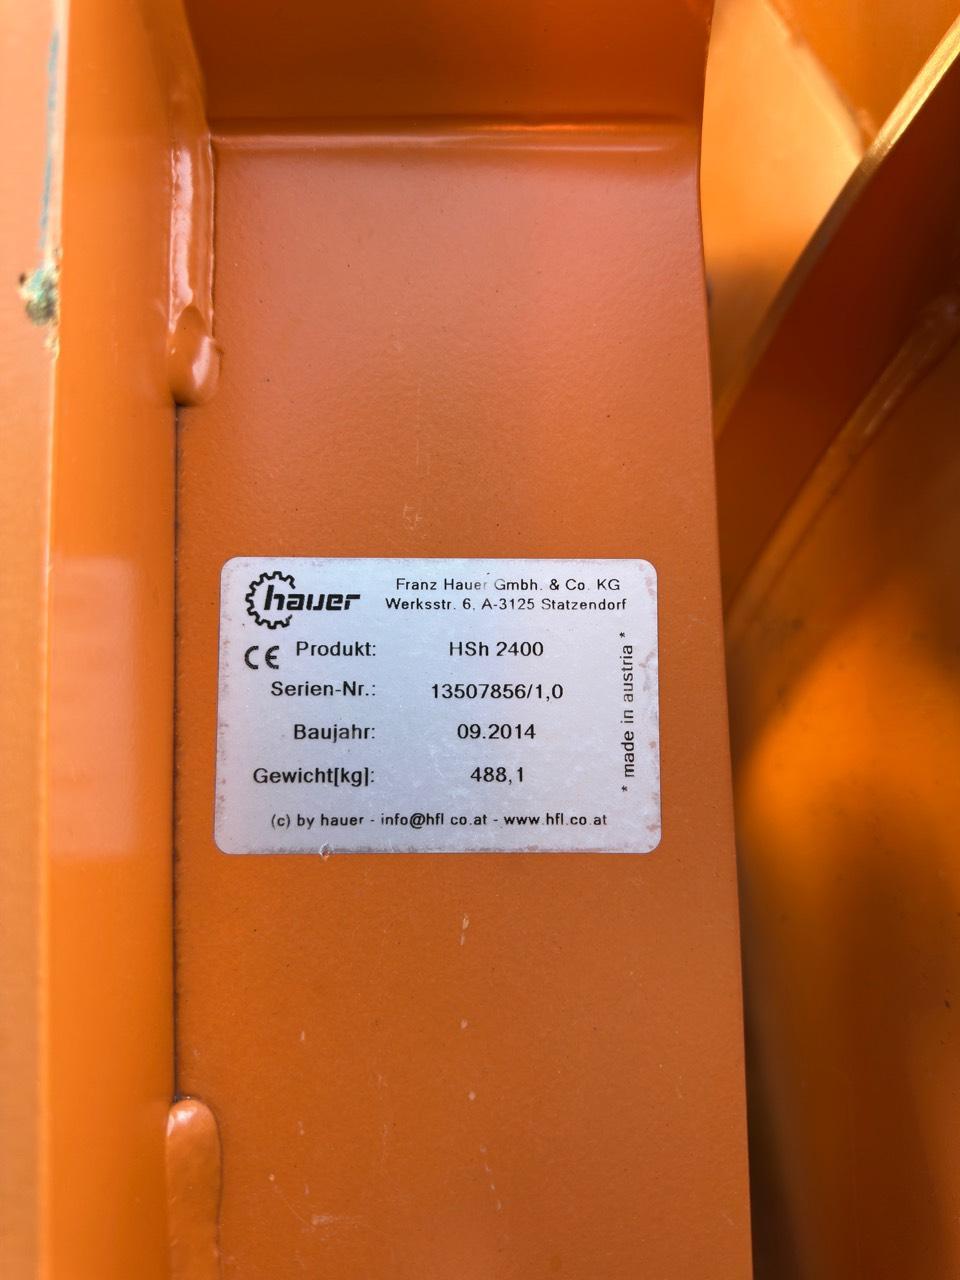 hauer
Franz Hauer Gmbh. & Co. KG
Werksstr. 6, A-3125 Statzendorf
CE
Produkt: HSh 2400
Serien-Nr.: 13507856/1,0
Baujahr: 09.2014
Gewicht[kg]: 488,1
* made in austria *
(c) by hauer - info@hfl.co.at - www.hfl.co.at